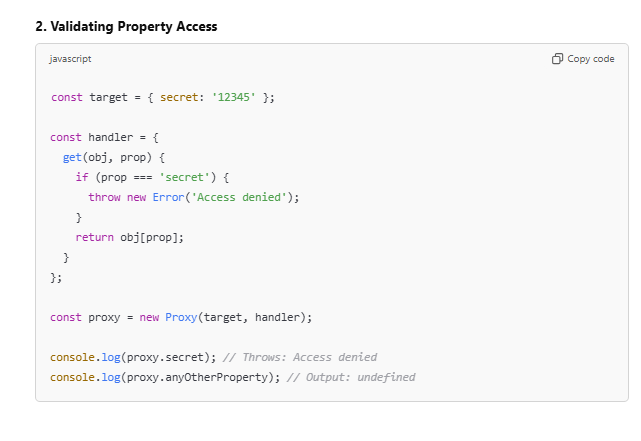 2. Validating Property Access
javascript
Copy code
const target = { secret: '12345' };
const handler = {
  get(obj, prop) {
    if (prop === 'secret') {
      throw new Error('Access denied');
    }
    return obj[prop];
  }
};
const proxy = new Proxy(target, handler);
console.log(proxy.secret); // Throws: Access denied
console.log(proxy.anyOtherProperty); // Output: undefined